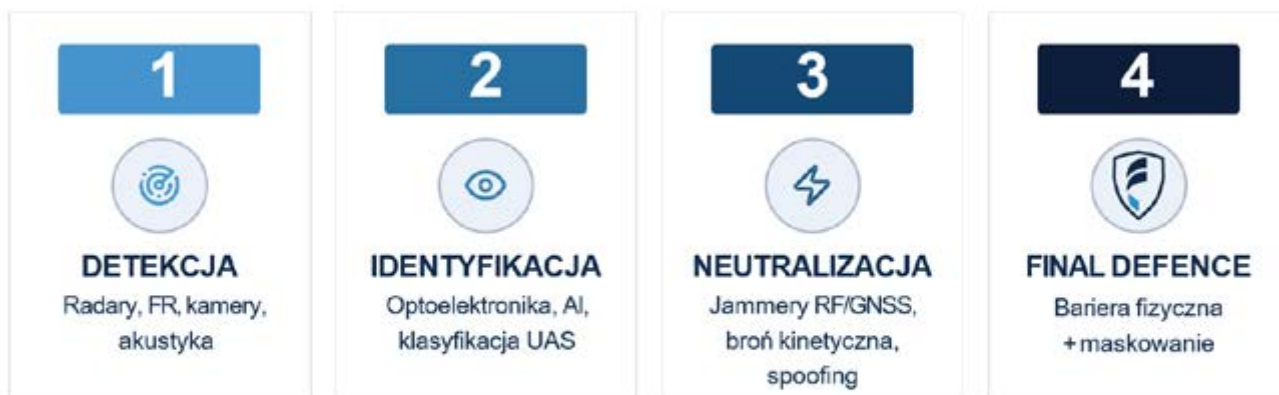 1
DETEKCJA
Radary, FR, kamery,
akustyka
2
IDENTYFIKACJA
Optoelektronika, AI,
klasyfikacja UAS
3
NEUTRALIZACJA
Jammery RF/GNSS,
broń kinetyczna,
spoofing
4
FINAL DEFENCE
Bariera fizyczna
+ maskowanie